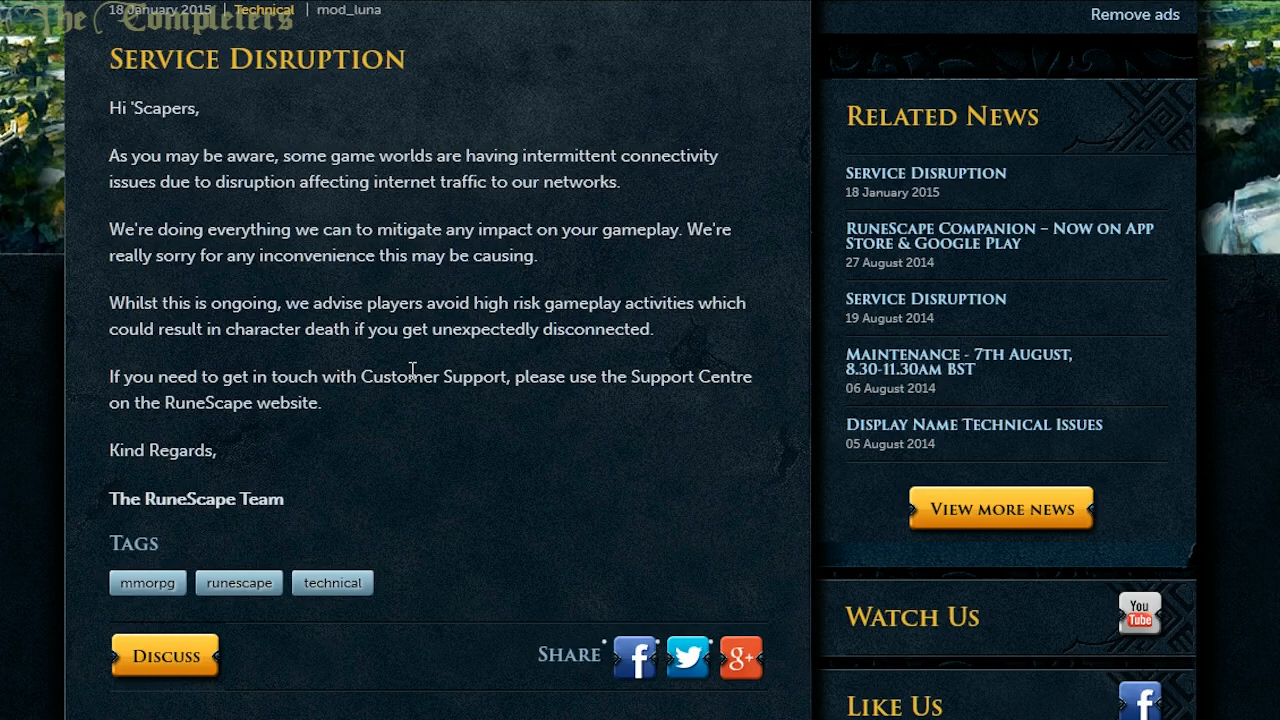 The Completers
18 January 2015 | Technical | mod_luna
Service Disruption
Hi 'Scapers,
As you may be aware, some game worlds are having intermittent connectivity
issues due to disruption affecting internet traffic to our networks.
We're doing everything we can to mitigate any impact on your gameplay. We're
really sorry for any inconvenience this may be causing.
Whilst this is ongoing, we advise players avoid high risk gameplay activities which
could result in character death if you get unexpectedly disconnected.
If you need to get in touch with Customer Support, please use the Support Centre
on the RuneScape website.
Kind Regards,
The RuneScape Team
Tags
mmorpg
runescape
technical
Discuss
Share
f
g+
Remove ads
Related News
Service Disruption
18 January 2015
RuneScape Companion – Now on App
Store & Google Play
27 August 2014
Service Disruption
19 August 2014
Maintenance - 7th August,
8.30-11.30am BST
06 August 2014
Display Name Technical Issues
05 August 2014
View more news
Watch Us
You
Tube
Like Us
f